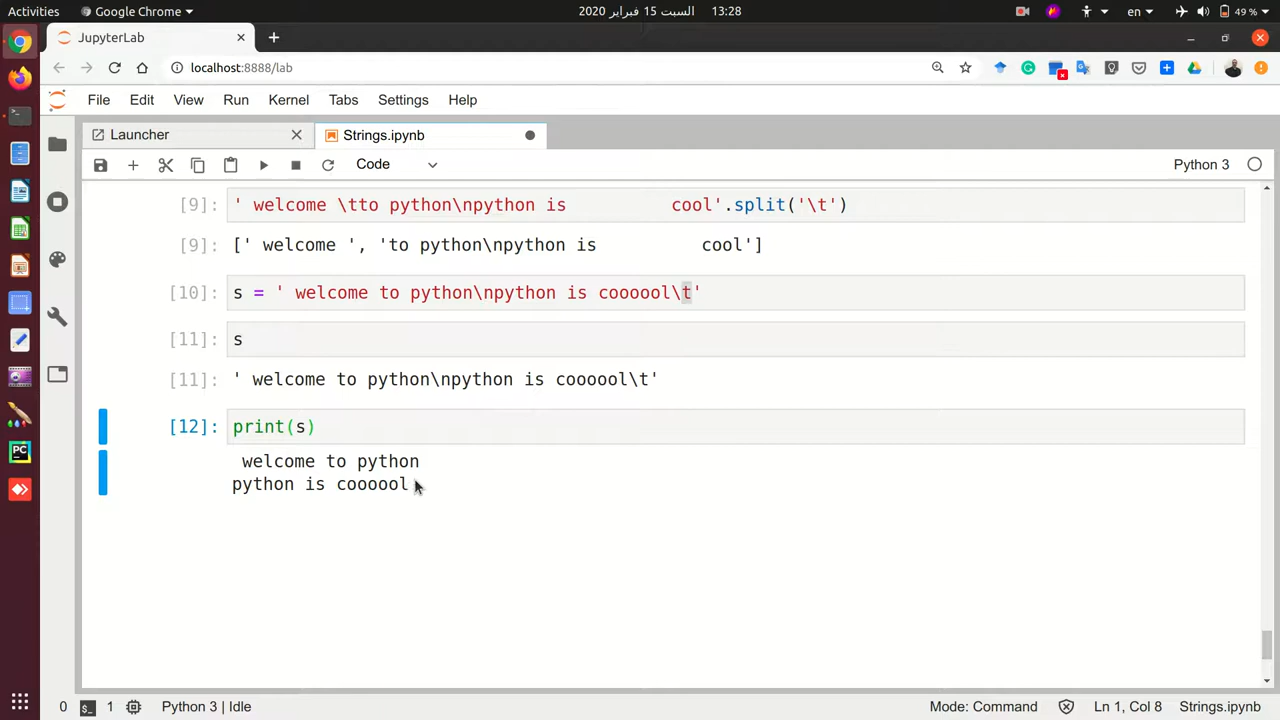 Activities Google Chrome السبت 15 فبراير 2020 13:28 en 49 %
JupyterLab
localhost:8888/lab
File Edit View Run Kernel Tabs Settings Help
Launcher Strings.ipynb
Code Python 3
[9]: ' welcome \tto python\npython is          cool'.split('\t')
[9]: [' welcome ', 'to python\npython is          cool']
[10]: s = ' welcome to python\npython is coooool\t'
[11]: s
[11]: ' welcome to python\npython is coooool\t'
[12]: print(s)
 welcome to python
python is coooool
PC
0 $_ 1 Python 3 | Idle Mode: Command Ln 1, Col 8 Strings.ipynb